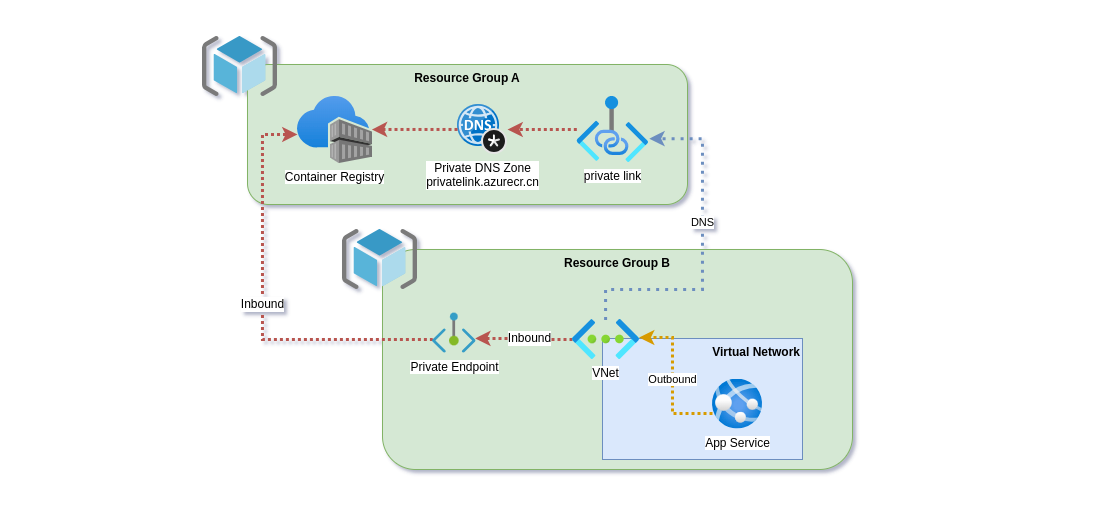 Resource Group A
DNS
*
Container Registry
Private DNS Zone
privatelink.azurecr.cn
private link
DNS
Resource Group B
Inbound
Inbound
Private Endpoint
VNet
Virtual Network
Outbound
App Service